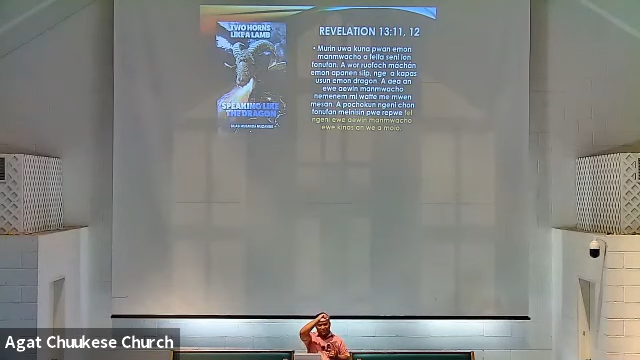 TWO HORNS
LIKE A LAMB
SPEAKING LIKE
THE DRAGON
REVELATION 13:11, 12
• Murin uwa kuna pwan emon
manmwacho a feita seni lon
fonufan. A wor ruofoch machan
emon apanen siip, nge a kapas
usun emon dragon. A aea an
ewe aewin manmwacho
nemenem mi watte me mwen
mesan. A pochokun ngeni chon
fonufan meinisin pwe repwe fel
ngeni ewe aewin manmwacho
ewe kinas an we a mojo.
Agat Chuukese Church